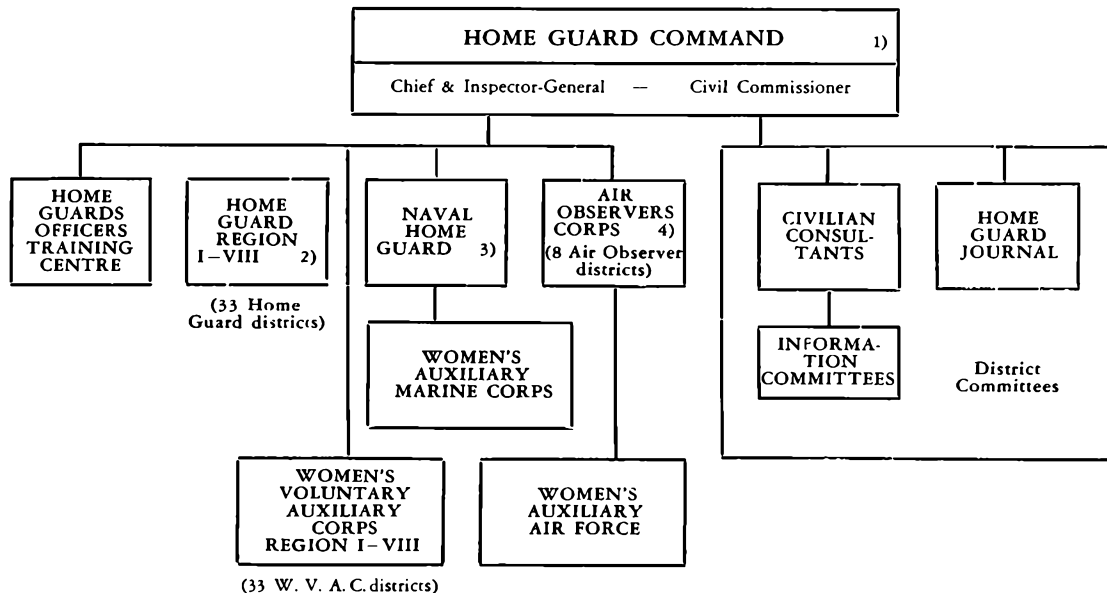 HOME GUARD COMMAND 1)
Chief & Inspector-General — Civil Commissioner
HOME
GUARDS
OFFICERS
TRAINING
CENTRE
HOME
GUARD
REGION
I–VIII 2)
(33 Home
Guard districts)
NAVAL
HOME
GUARD 3)
AIR
OBSERVERS
CORPS 4)
(8 Air Observer
districts)
CIVILIAN
CONSUL-
TANTS
HOME
GUARD
JOURNAL
WOMEN'S
AUXILIARY
MARINE CORPS
INFORMA-
TION
COMMITTEES
District
Committees
WOMEN'S
VOLUNTARY
AUXILIARY
CORPS
REGION I–VIII
(33 W. V. A. C. districts)
WOMEN'S
AUXILIARY
AIR FORCE